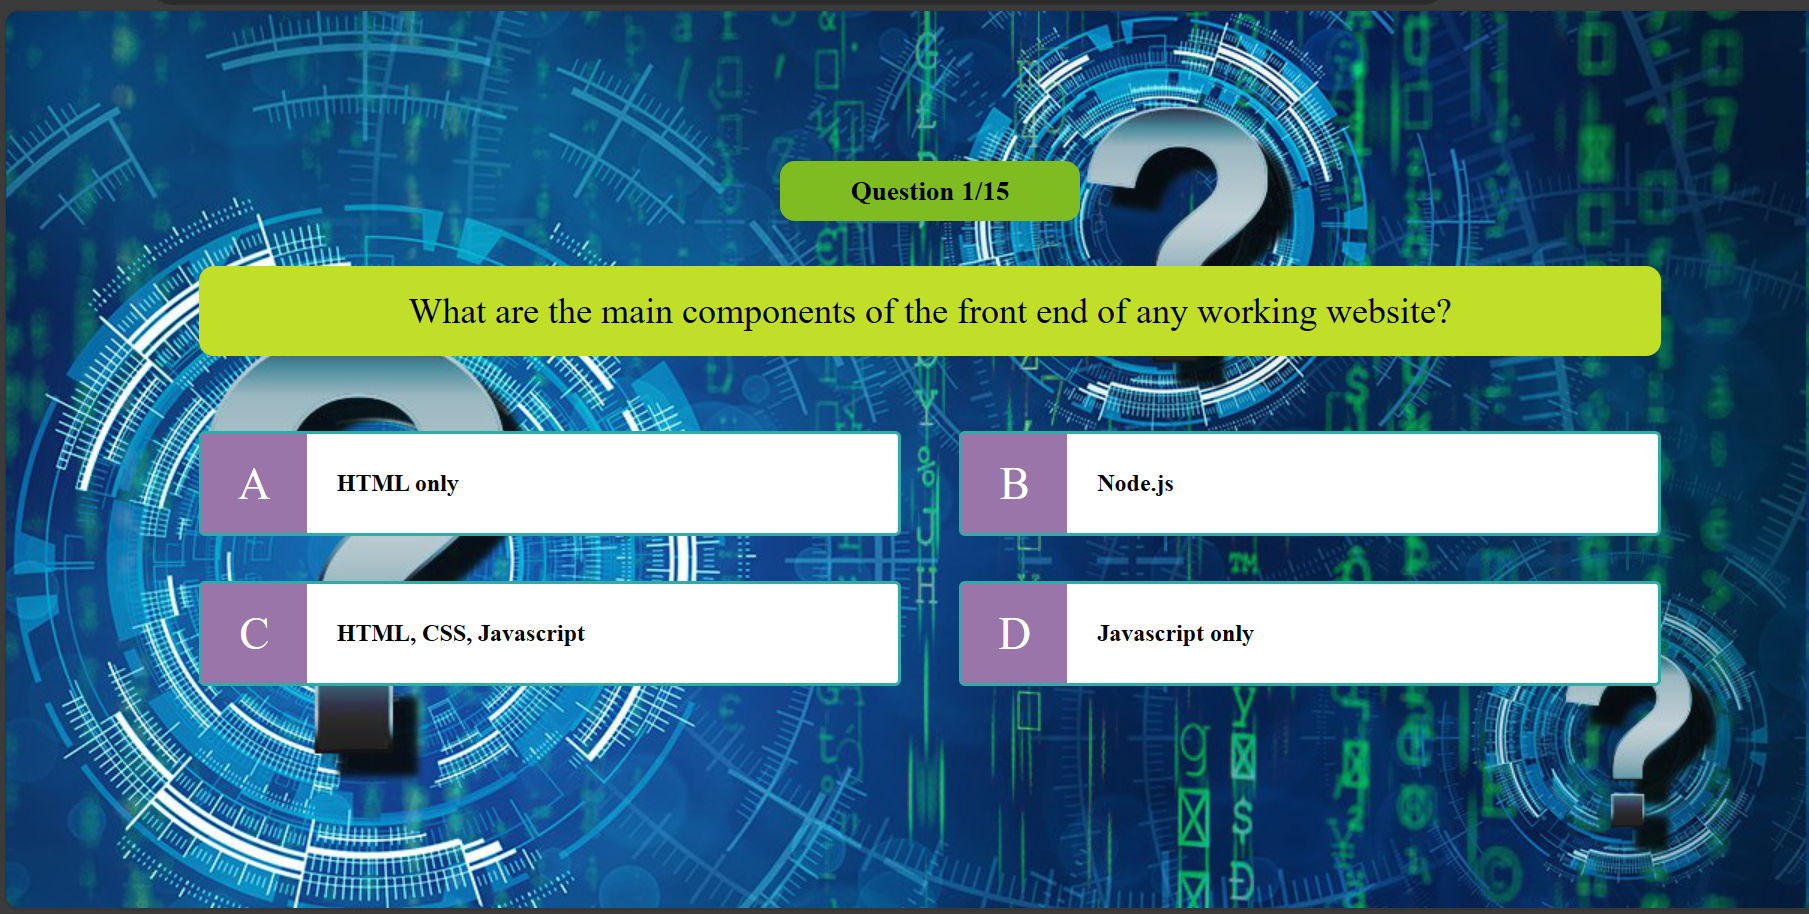 Question 1/15
What are the main components of the front end of any working website?
A
HTML only
B
Node.js
C
HTML, CSS, Javascript
D
Javascript only